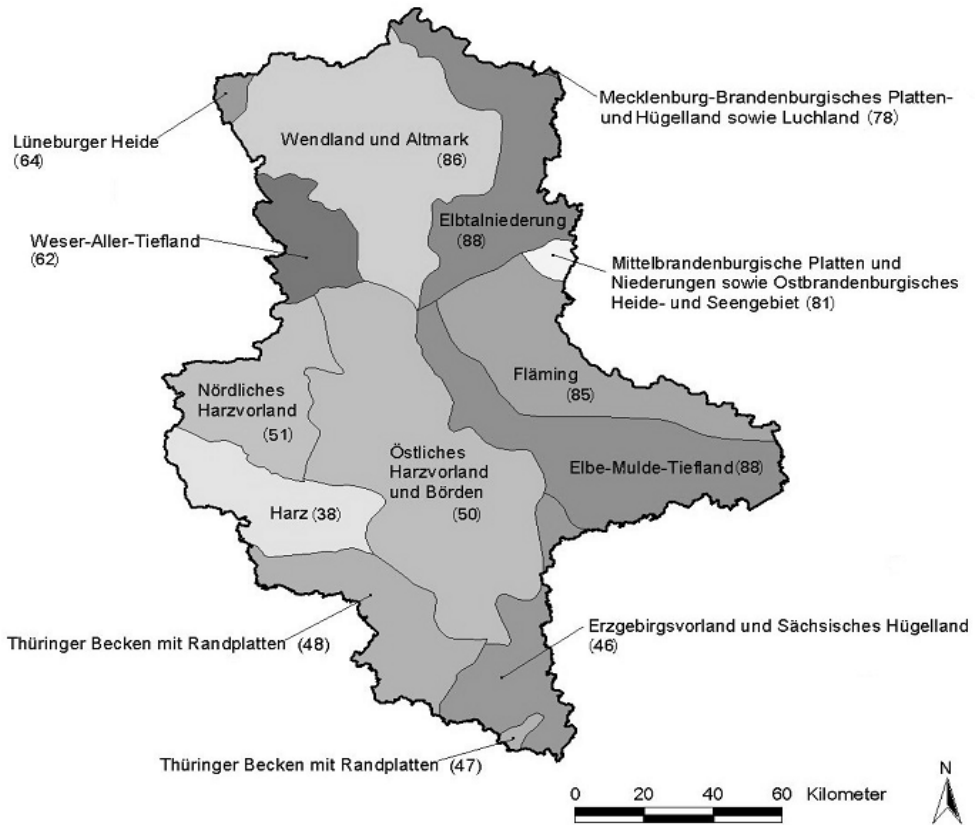 Mecklenburg-Brandenburgisches Platten-
und Hügelland sowie Luchland (78)
Lüneburger Heide
(64)
Wendland und Altmark
(86)
Weser-Aller-Tiefland
(62)
Elbtalniederung
(88)
Mittelbrandenburgische Platten und
Niederungen sowie Ostbrandenburgisches
Heide- und Seengebiet (81)
Fläming
(85)
Nördliches
Harzvorland
(51)
Östliches
Harzvorland
und Börden
(50)
Elbe-Mulde-Tiefland (88)
Harz (38)
Thüringer Becken mit Randplatten (48)
Erzgebirgsvorland und Sächsisches Hügelland
(46)
Thüringer Becken mit Randplatten (47)
N
0 20 40 60 Kilometer